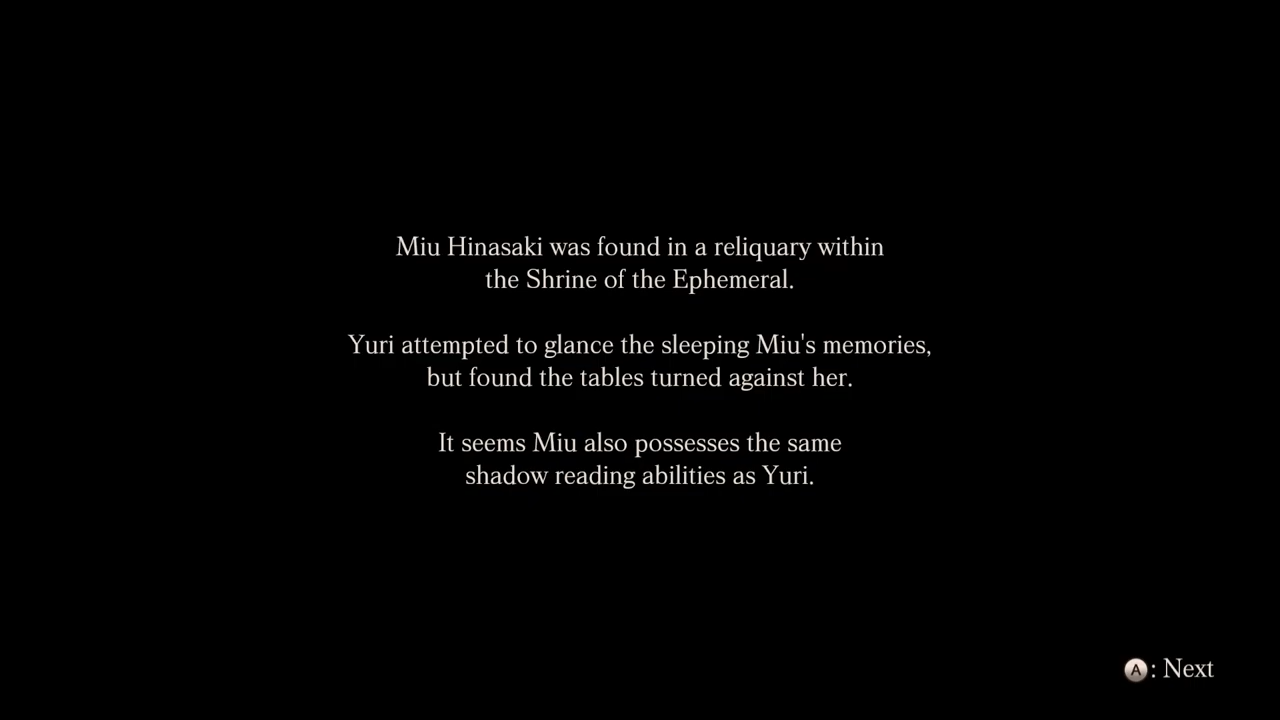 Miu Hinasaki was found in a reliquary within
the Shrine of the Ephemeral.
Yuri attempted to glance the sleeping Miu's memories,
but found the tables turned against her.
It seems Miu also possesses the same
shadow reading abilities as Yuri.
A: Next